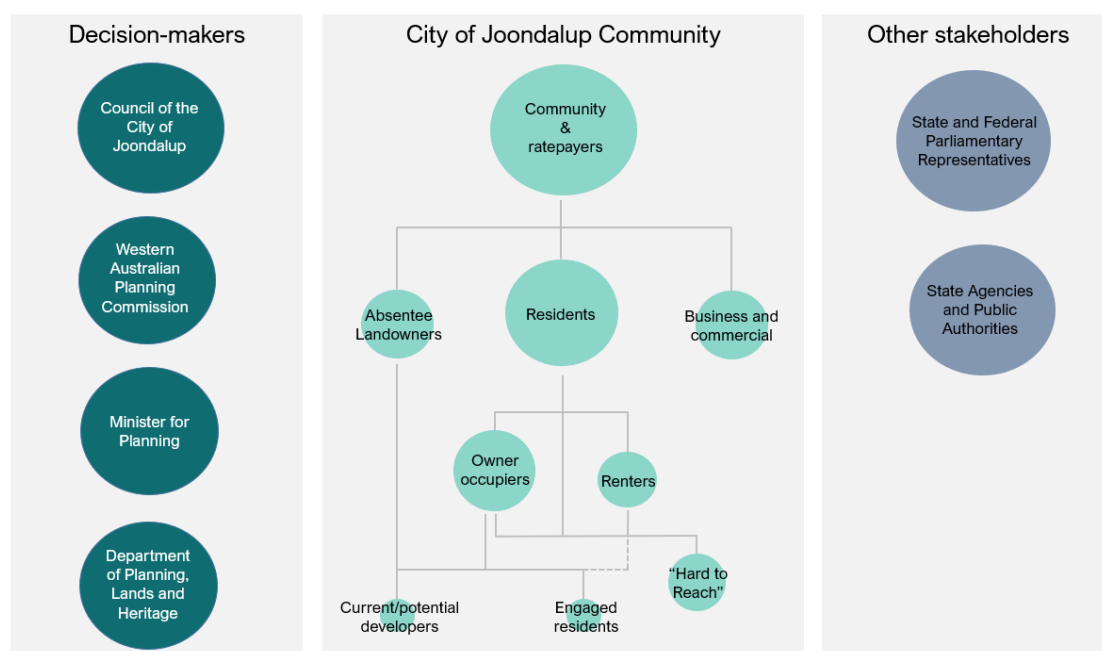 Decision-makers
Council of the
City of
Joondalup
Western
Australian
Planning
Commission
Minister for
Planning
Department
of Planning,
Lands and
Heritage
City of Joondalup Community
Community
&
ratepayers
Absentee
Landowners
Residents
Business and
commercial
Owner
occupiers
Renters
“Hard to
Reach”
Current/potential
developers
Engaged
residents
Other stakeholders
State and Federal
Parliamentary
Representatives
State Agencies
and Public
Authorities